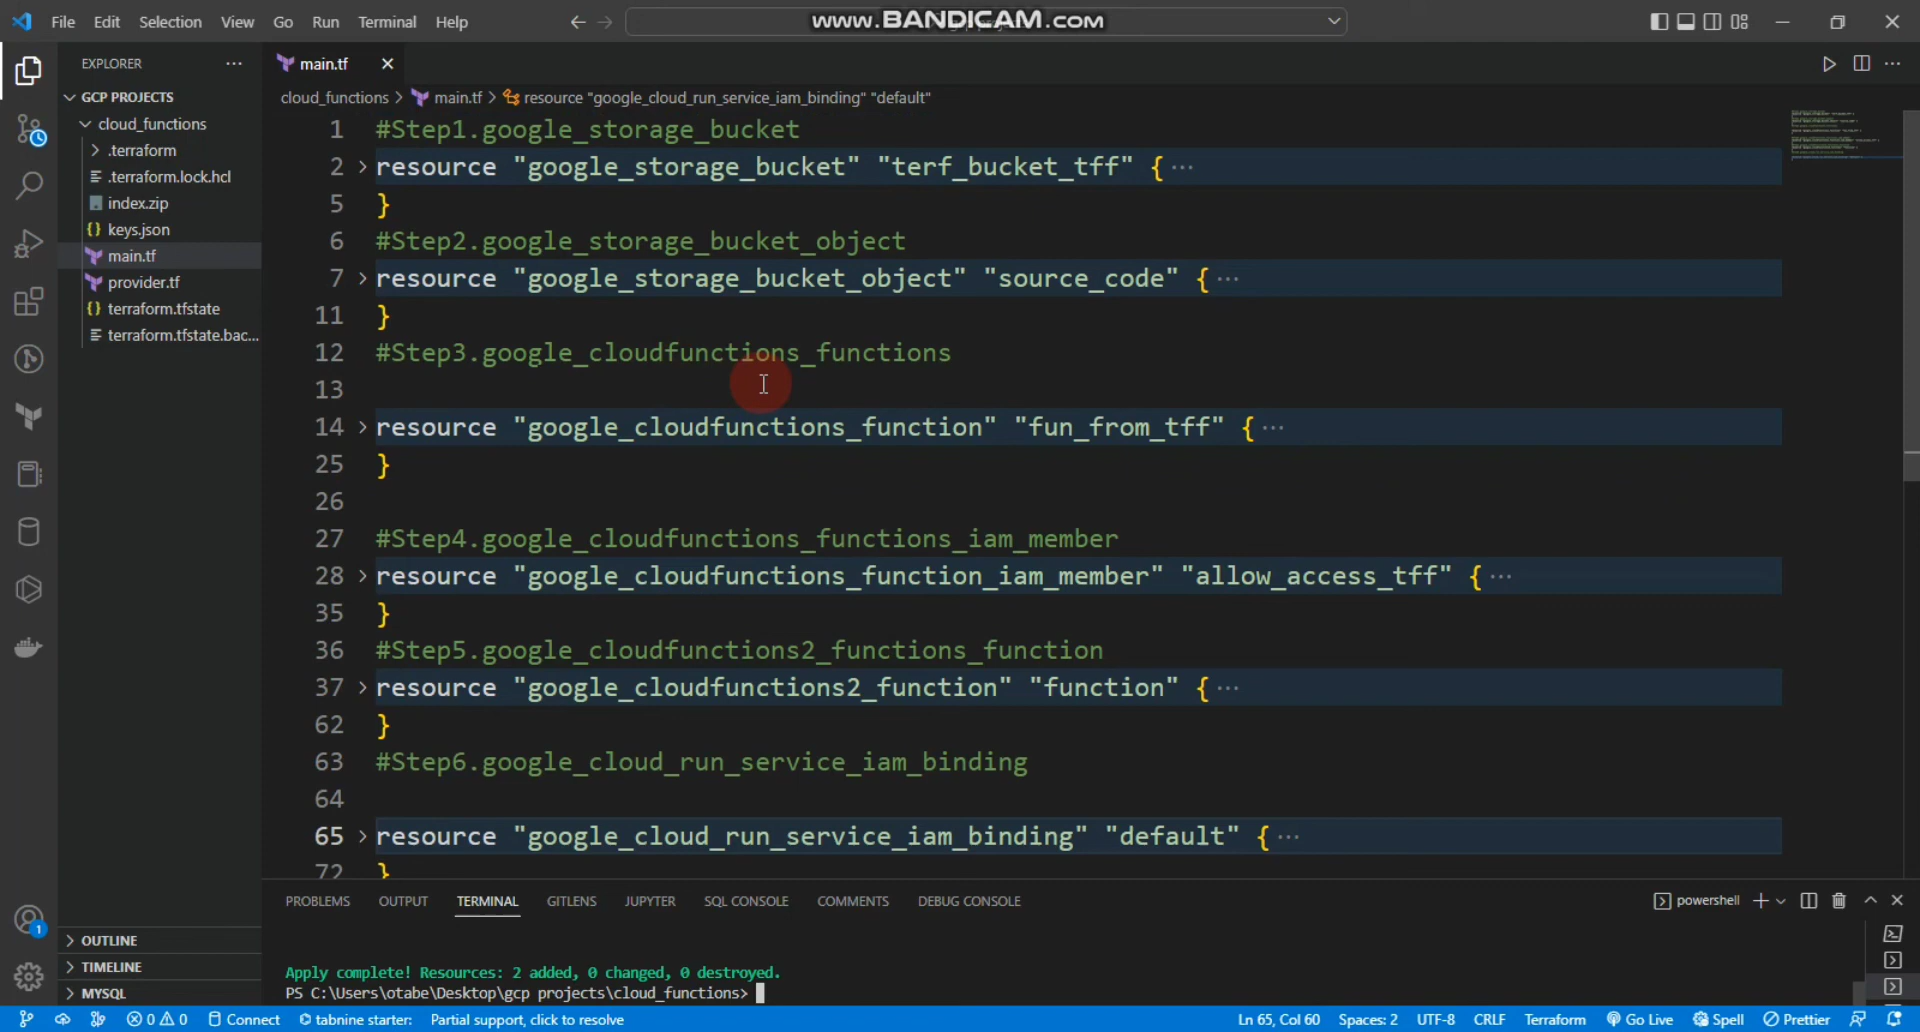 File Edit Selection View Go Run Terminal Help
www.BANDICAM.com
EXPLORER
main.tf
GCP PROJECTS
cloud_functions > main.tf > resource "google_cloud_run_service_iam_binding" "default"
cloud_functions
.terraform
.terraform.lock.hcl
index.zip
keys.json
main.tf
provider.tf
terraform.tfstate
terraform.tfstate.bac...
1 #Step1.google_storage_bucket
2 resource "google_storage_bucket" "terf_bucket_tff" { ...
5 }
6 #Step2.google_storage_bucket_object
7 resource "google_storage_bucket_object" "source_code" { ...
11 }
12 #Step3.google_cloudfunctions_functions
13
14 resource "google_cloudfunctions_function" "fun_from_tff" { ...
25 }
26
27 #Step4.google_cloudfunctions_functions_iam_member
28 resource "google_cloudfunctions_function_iam_member" "allow_access_tff" { ...
35 }
36 #Step5.google_cloudfunctions2_functions_function
37 resource "google_cloudfunctions2_function" "function" { ...
62 }
63 #Step6.google_cloud_run_service_iam_binding
64
65 resource "google_cloud_run_service_iam_binding" "default" { ...
72 }
PROBLEMS OUTPUT TERMINAL GITLENS JUPYTER SQL CONSOLE COMMENTS DEBUG CONSOLE
powershell
Apply complete! Resources: 2 added, 0 changed, 0 destroyed.
PS C:\Users\otabe\Desktop\gcp projects\cloud_functions>
OUTLINE
TIMELINE
MYSQL
1
0 0 Connect tabnine starter: Partial support, click to resolve
Ln 65, Col 60 Spaces: 2 UTF-8 CRLF Terraform Go Live Spell Prettier